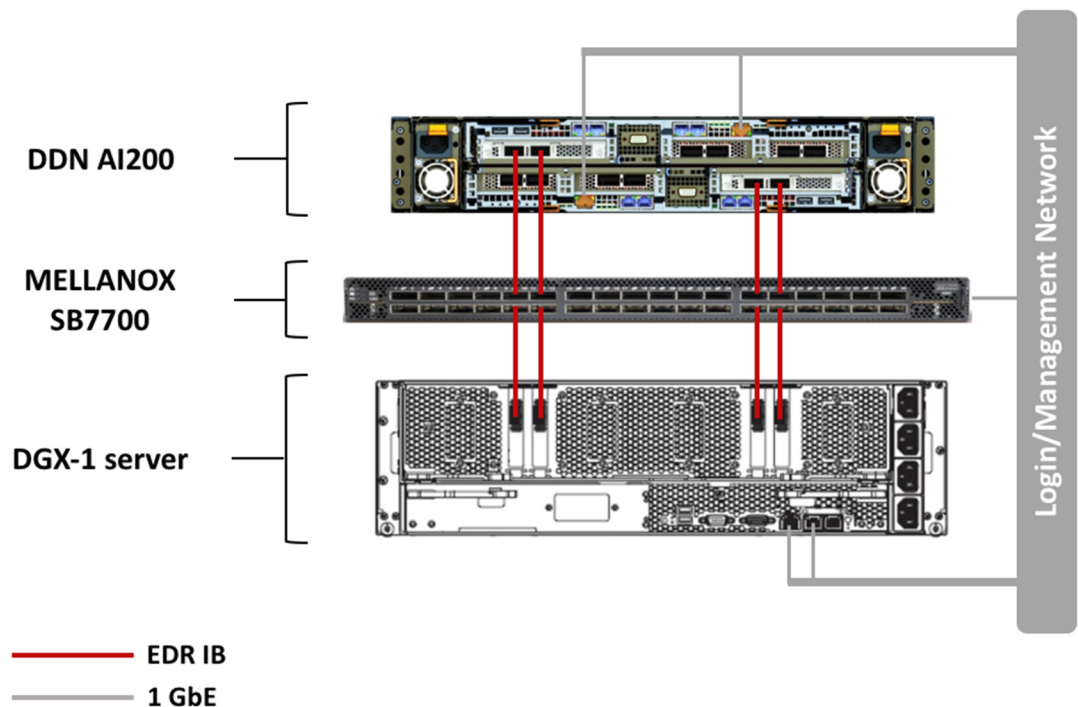 DDN AI200
MELLANOX
SB7700
DGX-1 server
Login/Management Network
EDR IB
1 GbE